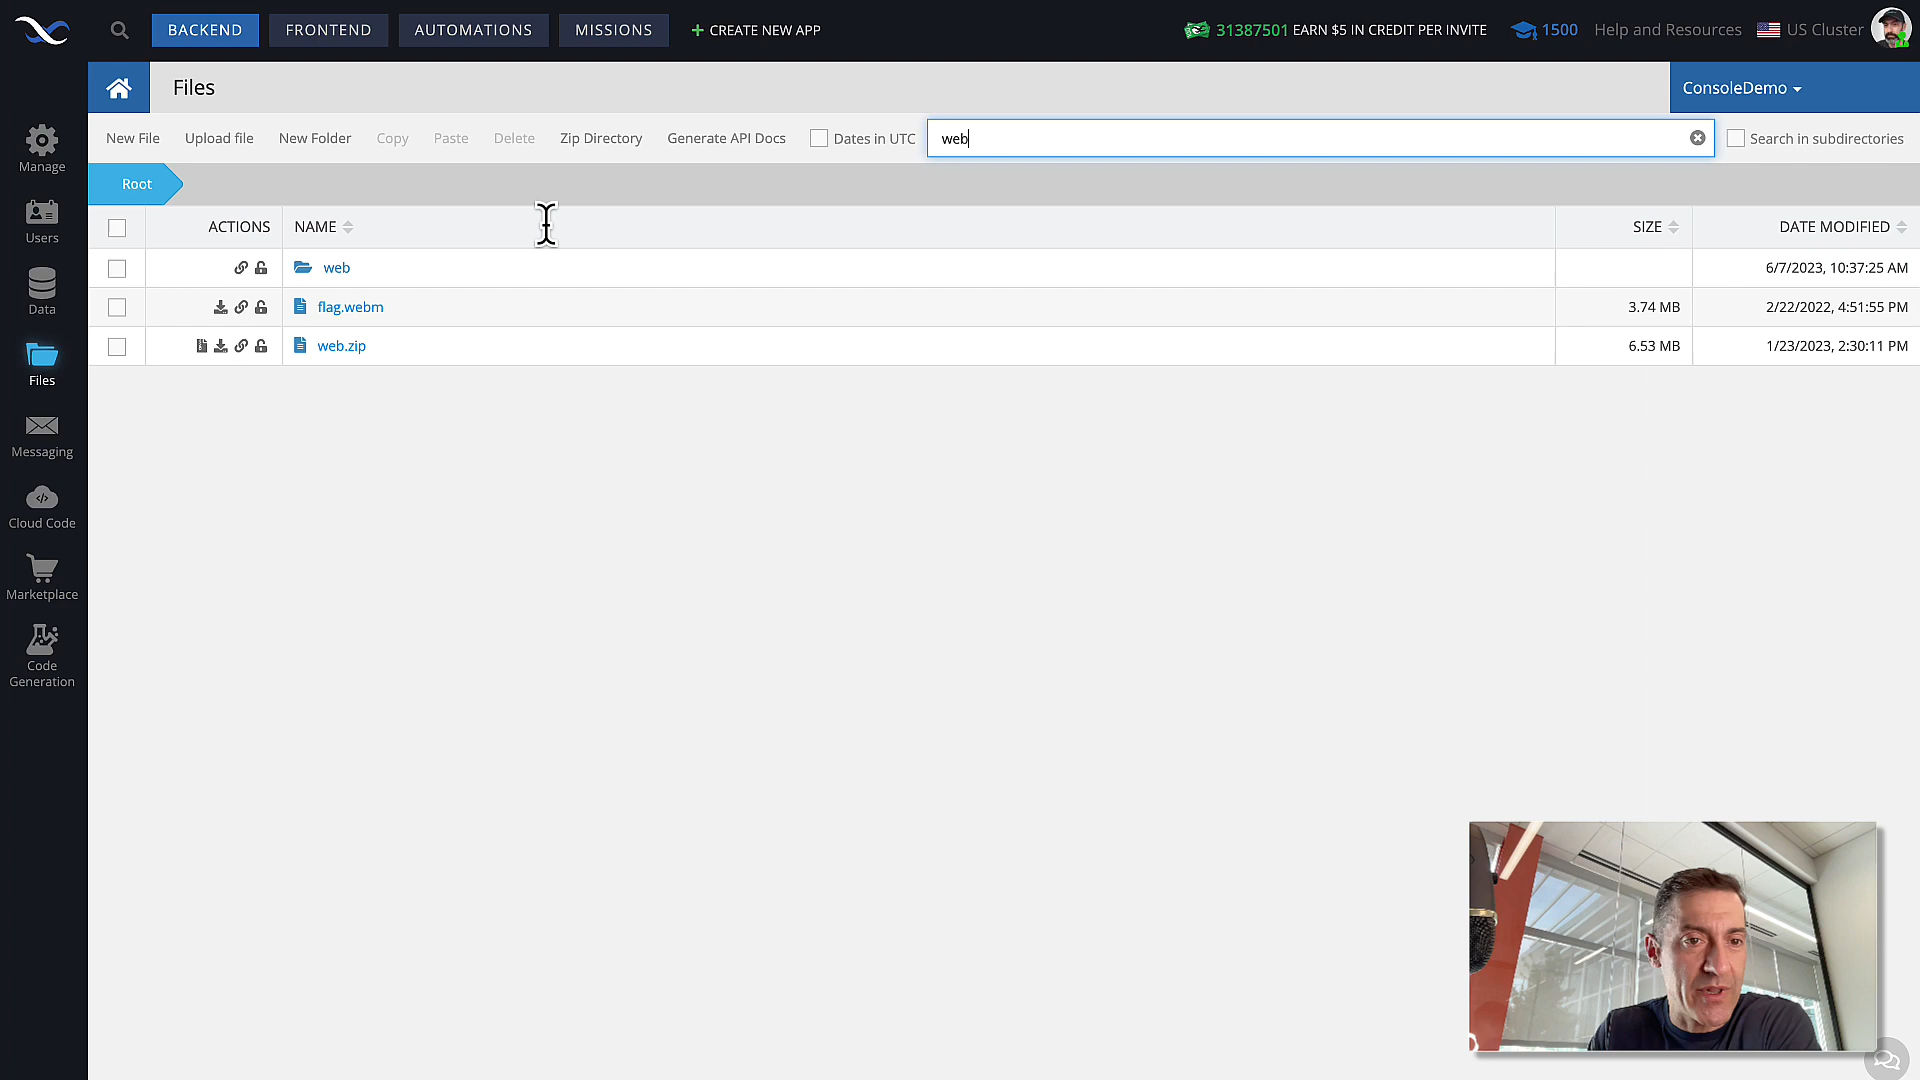 BACKEND FRONTEND AUTOMATIONS MISSIONS + CREATE NEW APP 31387501 EARN $5 IN CREDIT PER INVITE 1500 Help and Resources US Cluster
Files ConsoleDemo
New File Upload file New Folder Copy Paste Delete Zip Directory Generate API Docs Dates in UTC web Search in subdirectories
Root
ACTIONS NAME SIZE DATE MODIFIED
web 6/7/2023, 10:37:25 AM
flag.webm 3.74 MB 2/22/2022, 4:51:55 PM
web.zip 6.53 MB 1/23/2023, 2:30:11 PM
Manage
Users
Data
Files
Messaging
Cloud Code
Marketplace
Code
Generation